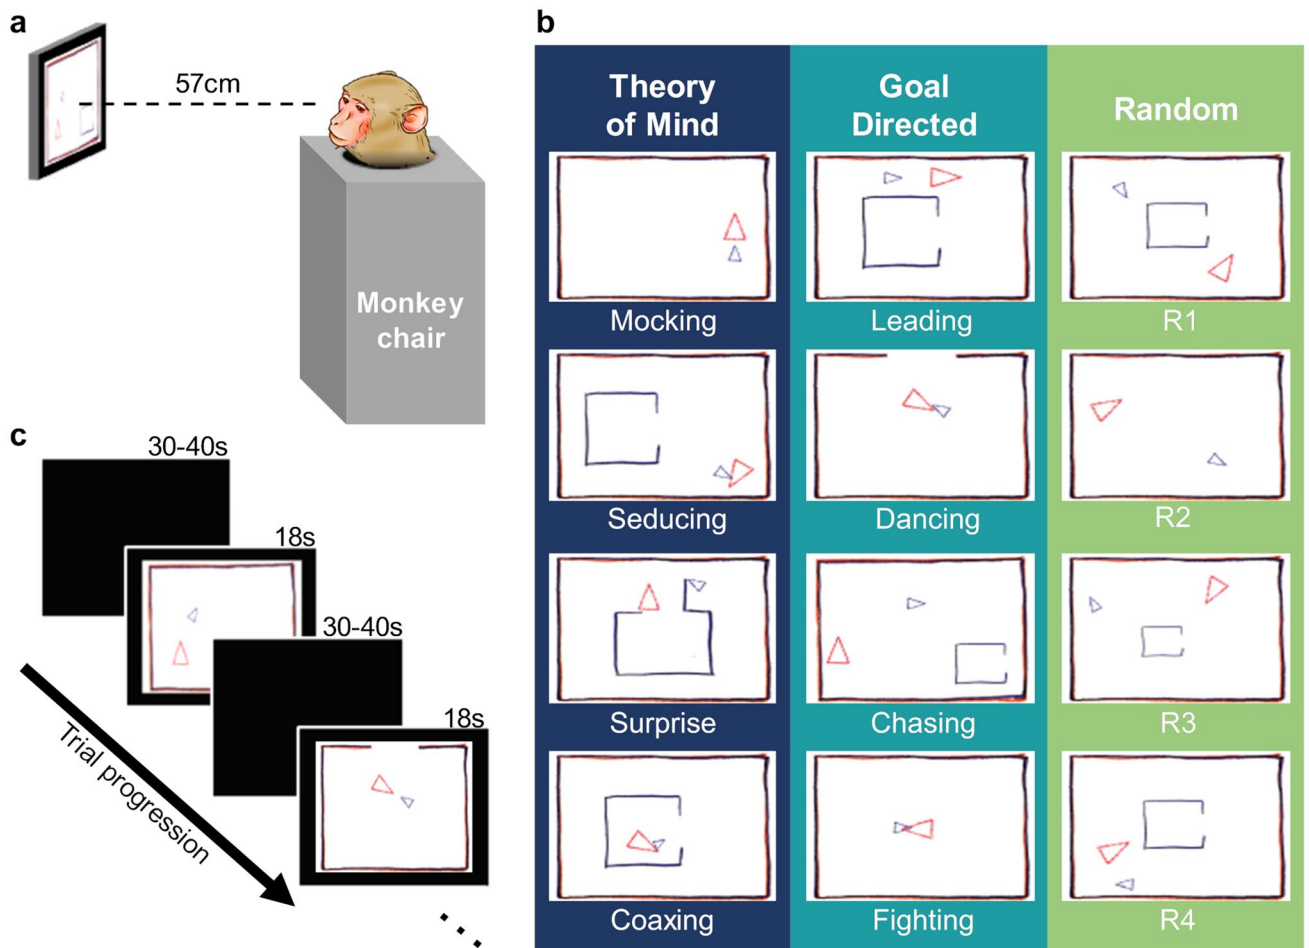 a
57cm
Monkey
chair
b
Theory
of Mind
Goal
Directed
Random
Mocking
Leading
R1
Seducing
Dancing
R2
Surprise
Chasing
R3
Coaxing
Fighting
R4
c
30-40s
18s
30-40s
18s
Trial progression